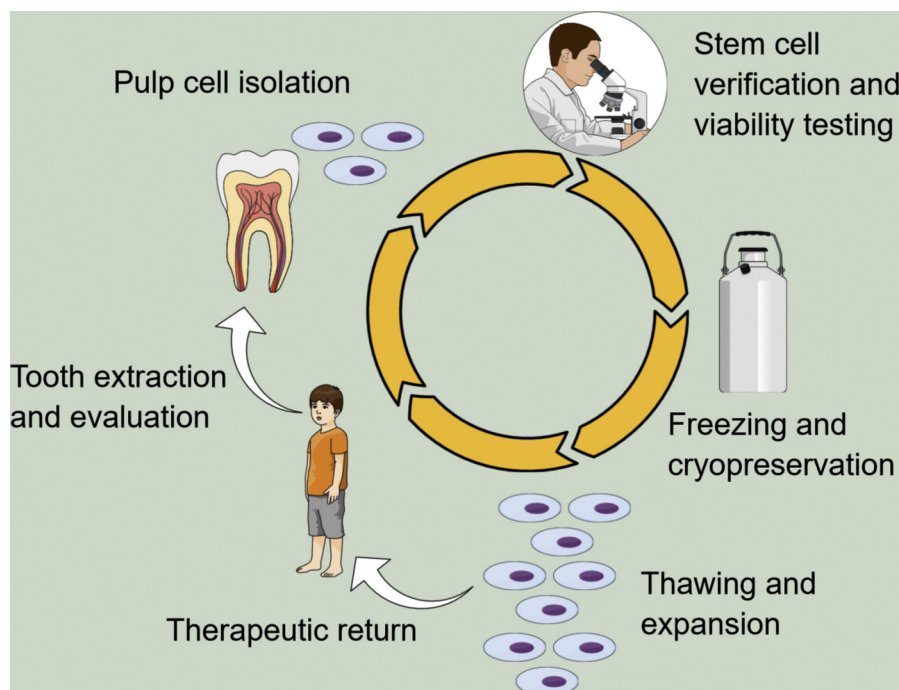 Pulp cell isolation
Stem cell
verification and
viability testing
Tooth extraction
and evaluation
Freezing and
cryopreservation
Thawing and
expansion
Therapeutic return